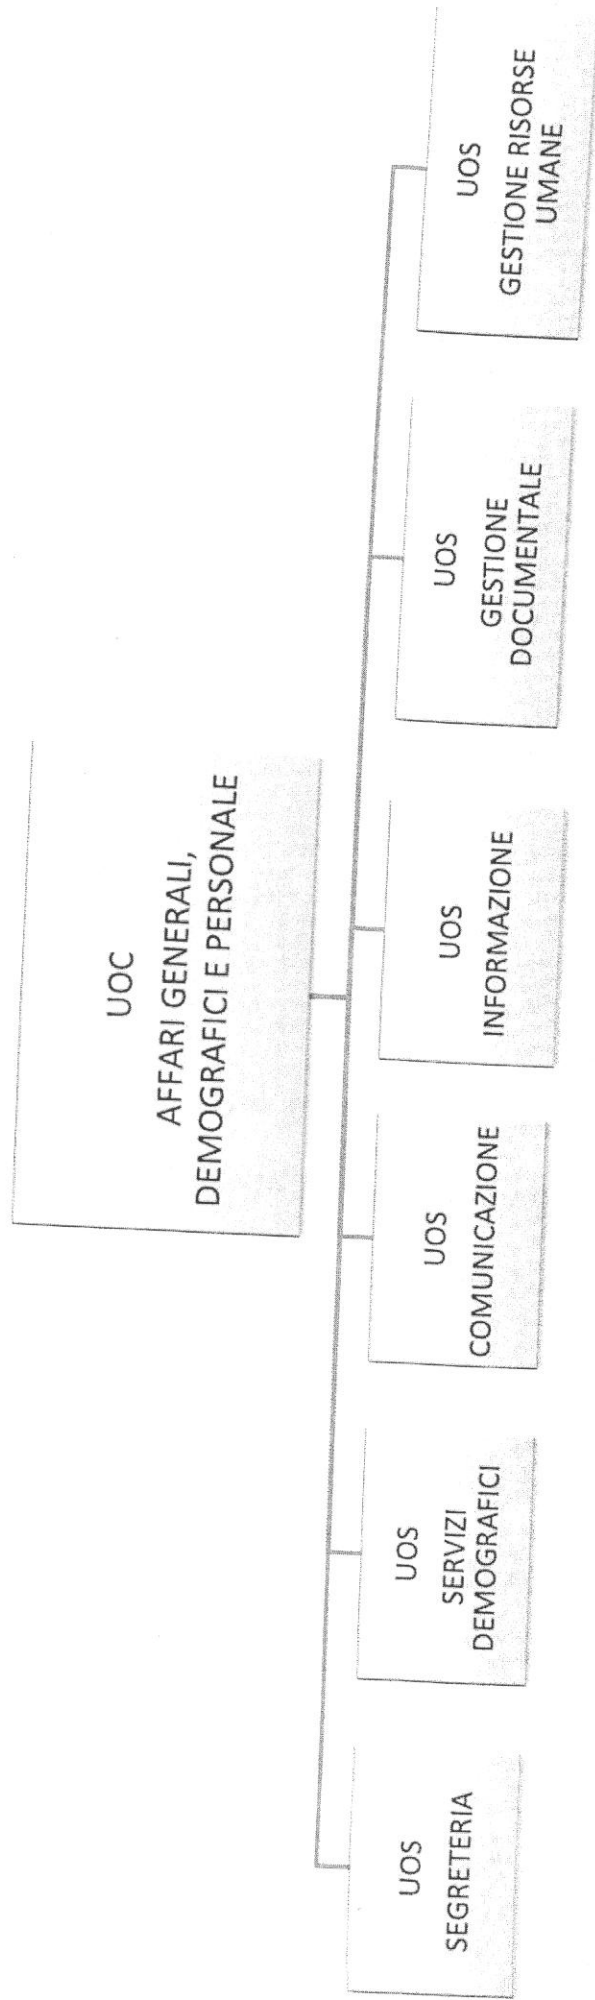 UOC
AFFARI GENERALI,
DEMOGRAFICI E PERSONALE
UOS
SEGRETERIA
UOS
SERVIZI
DEMOGRAFICI
UOS
COMUNICAZIONE
UOS
INFORMAZIONE
UOS
GESTIONE
DOCUMENTALE
UOS
GESTIONE RISORSE
UMANE